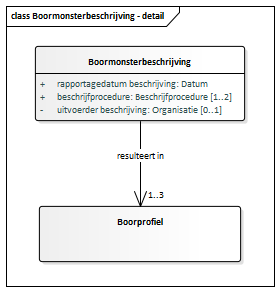 class Boormonsterbeschrijving - detail
Boormonsterbeschrijving
+ rapportagedatum beschrijving: Datum
+ beschrijfprocedure: Beschrijfprocedure [1..2]
- uitvoerder beschrijving: Organisatie [0..1]
resulteert in
1..3
Boorprofiel